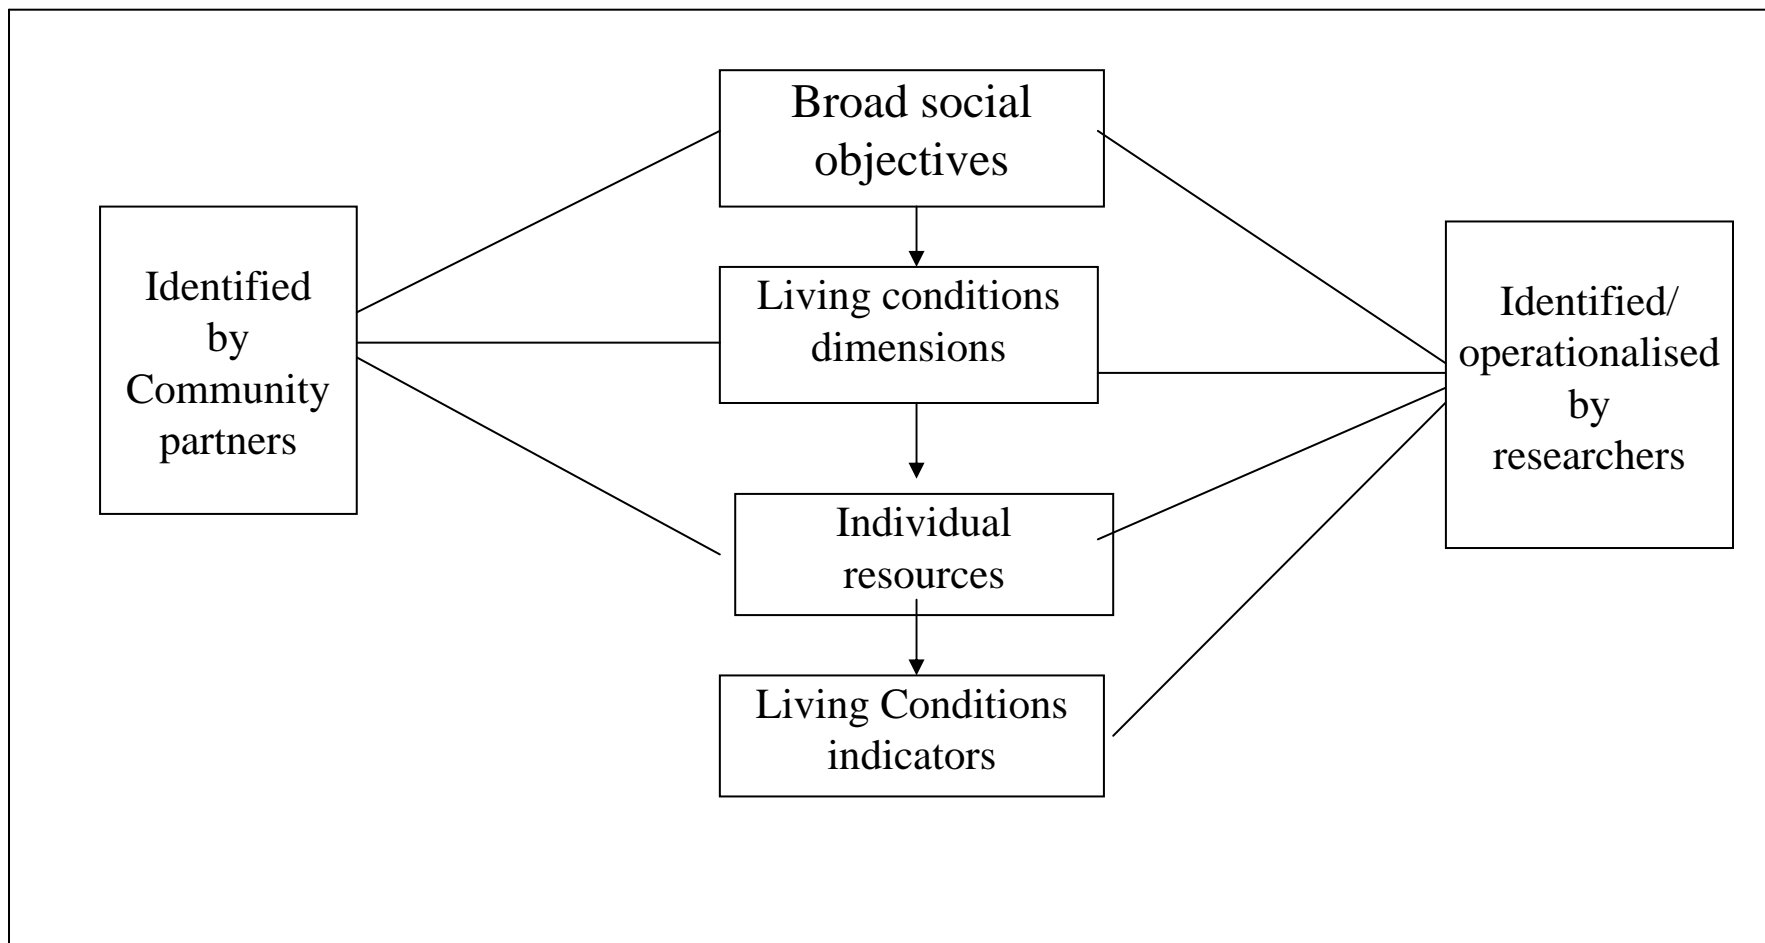 Broad social
objectives
Identified
by
Community
partners
Living conditions
dimensions
Identified/
operationalised
by
researchers
Individual
resources
Living Conditions
indicators